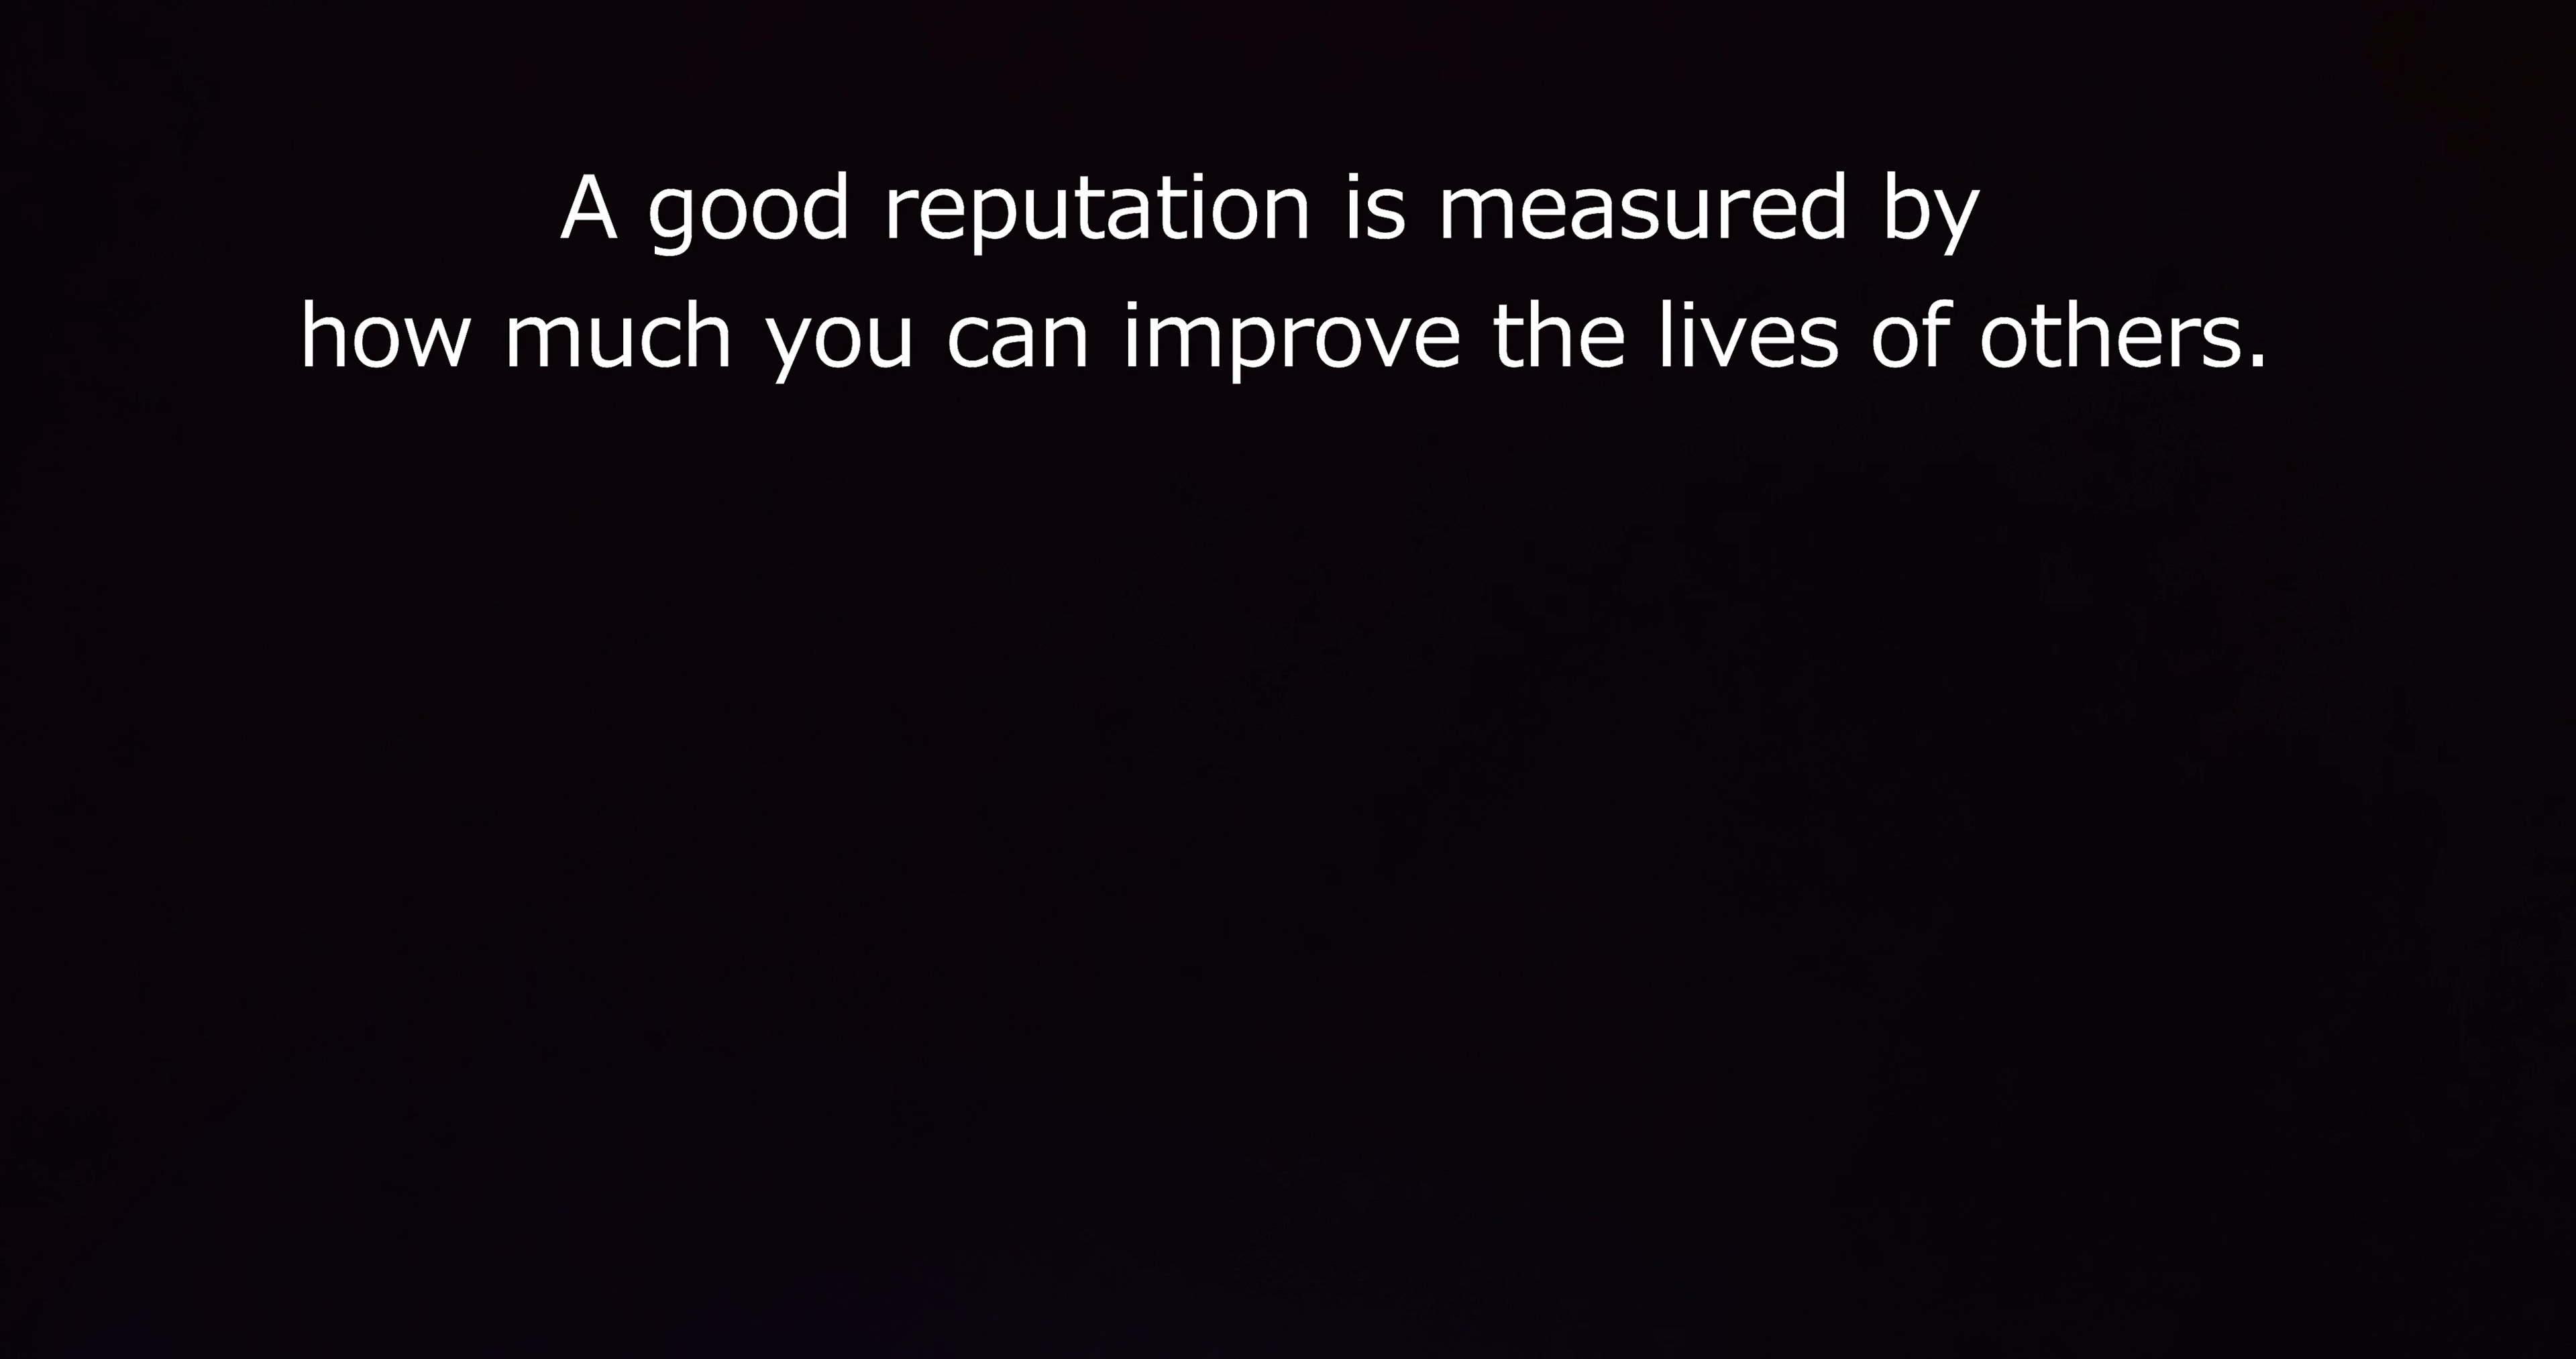 A good reputation is measured by
how much you can improve the lives of others.